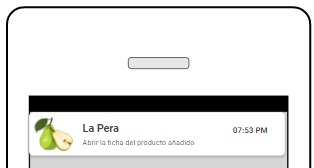 La Pera
07:53 PM
Abrir la ficha del producto añadido